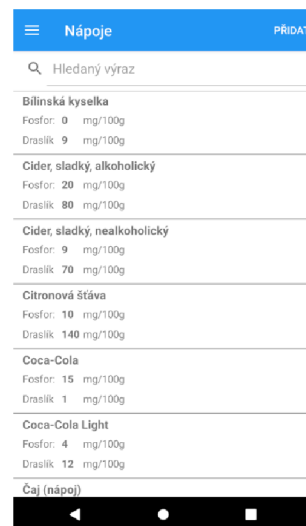 Nápoje PŘIDAT
Hledaný výraz
Bílinská kyselka
Fosfor: 0 mg/100g
Draslík 9 mg/100g
Cider, sladký, alkoholický
Fosfor: 20 mg/100g
Draslík 80 mg/100g
Cider, sladký, nealkoholický
Fosfor: 9 mg/100g
Draslík 70 mg/100g
Citronová šťáva
Fosfor: 10 mg/100g
Draslík 140 mg/100g
Coca-Cola
Fosfor: 15 mg/100g
Draslík 1 mg/100g
Coca-Cola Light
Fosfor: 4 mg/100g
Draslík 12 mg/100g
Čaj (nápoj)